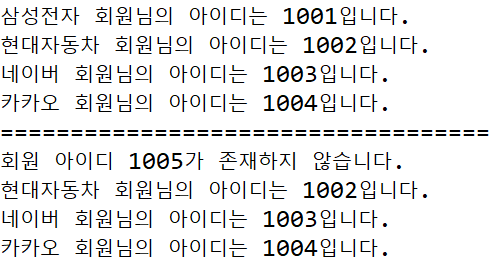 삼성전자 회원님의 아이디는 1001입니다.
현대자동차 회원님의 아이디는 1002입니다.
네이버 회원님의 아이디는 1003입니다.
카카오 회원님의 아이디는 1004입니다.
===================================
회원 아이디 1005가 존재하지 않습니다.
현대자동차 회원님의 아이디는 1002입니다.
네이버 회원님의 아이디는 1003입니다.
카카오 회원님의 아이디는 1004입니다.